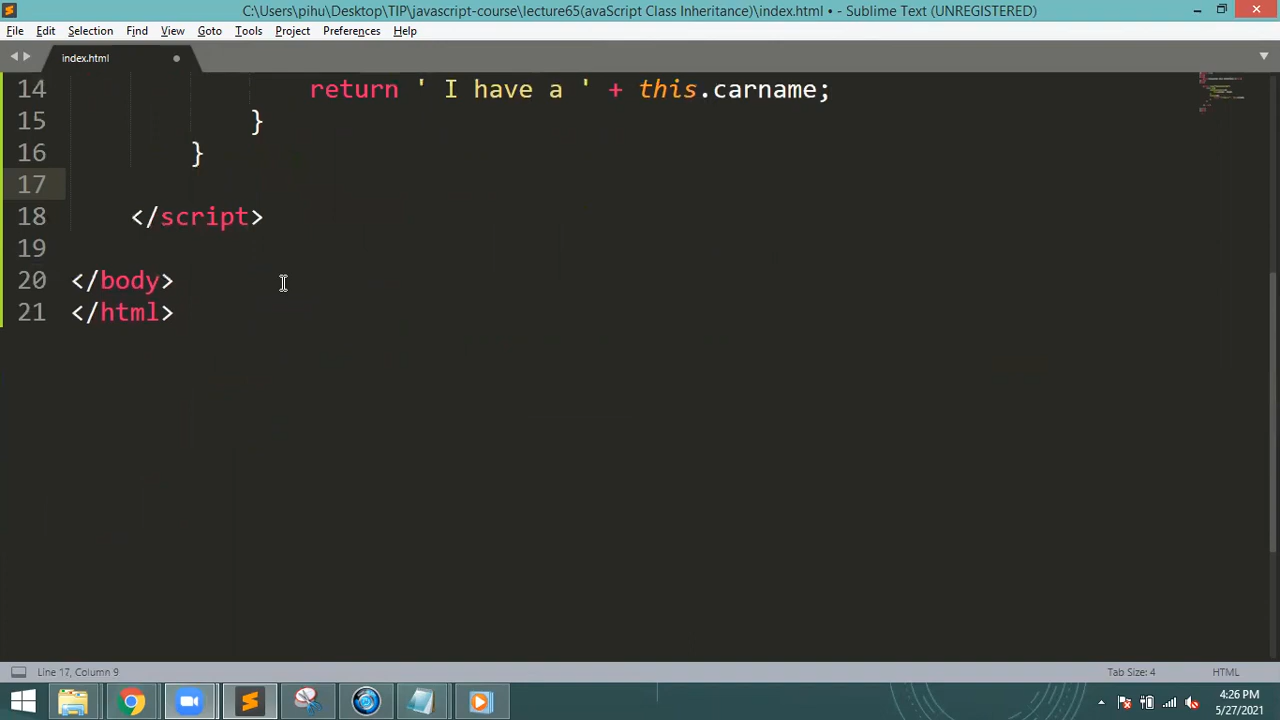 C:\Users\pihu\Desktop\TIP\javascript-course\lecture65(avaScript Class Inheritance)\index.html • - Sublime Text (UNREGISTERED)
File Edit Selection Find View Goto Tools Project Preferences Help
index.html
14 return ' I have a ' + this.carname;
15 }
16 }
17
18 </script>
19
20 </body>
21 </html>
Line 17, Column 9 Tab Size: 4 HTML
4:26 PM
5/27/2021